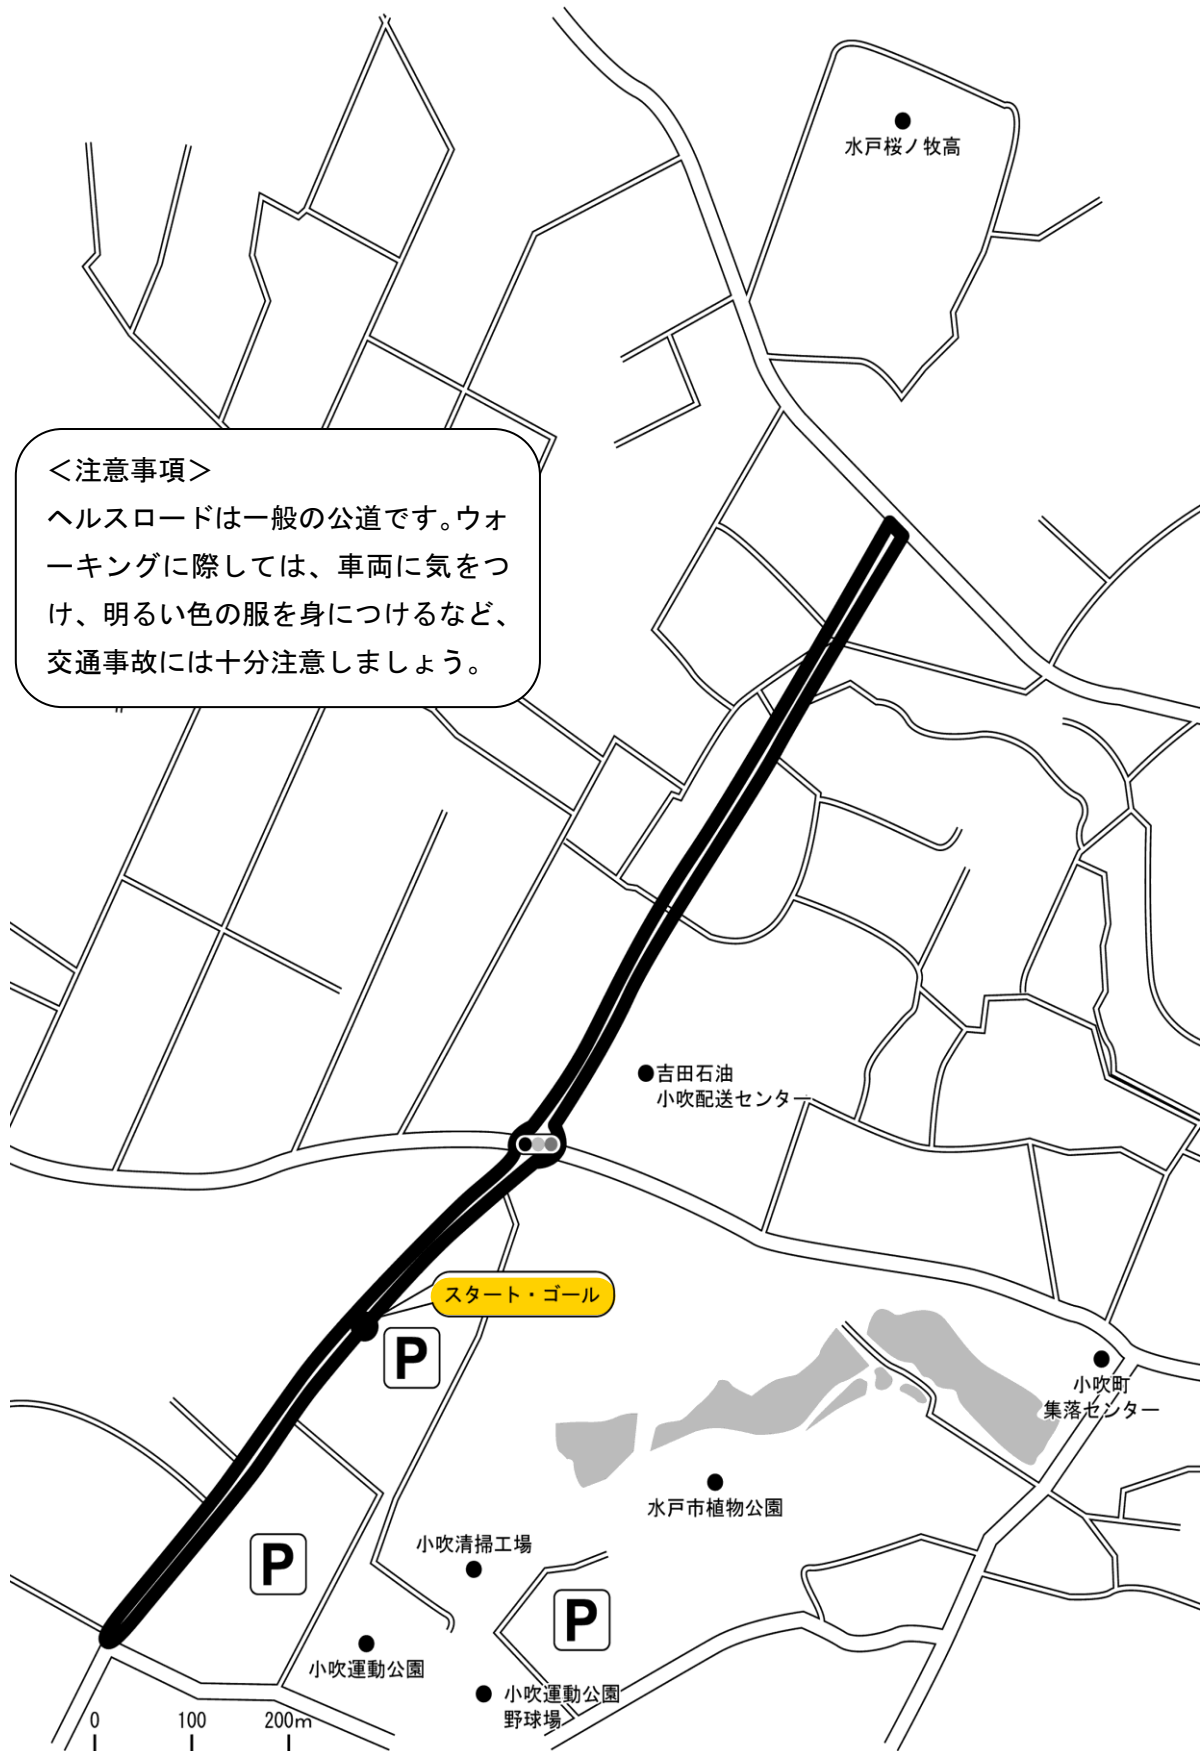 水戸桜ノ牧高
＜注意事項＞
ヘルスロードは一般の公道です。ウォ
ーキングに際しては、車両に気をつ
け、明るい色の服を身につけるなど、
交通事故には十分注意しましょう。
吉田石油
小吹配送センター
スタート・ゴール
P
小吹町
集落センター
水戸市植物公園
小吹清掃工場
P
P
小吹運動公園
小吹運動公園
野球場
0 100 200m